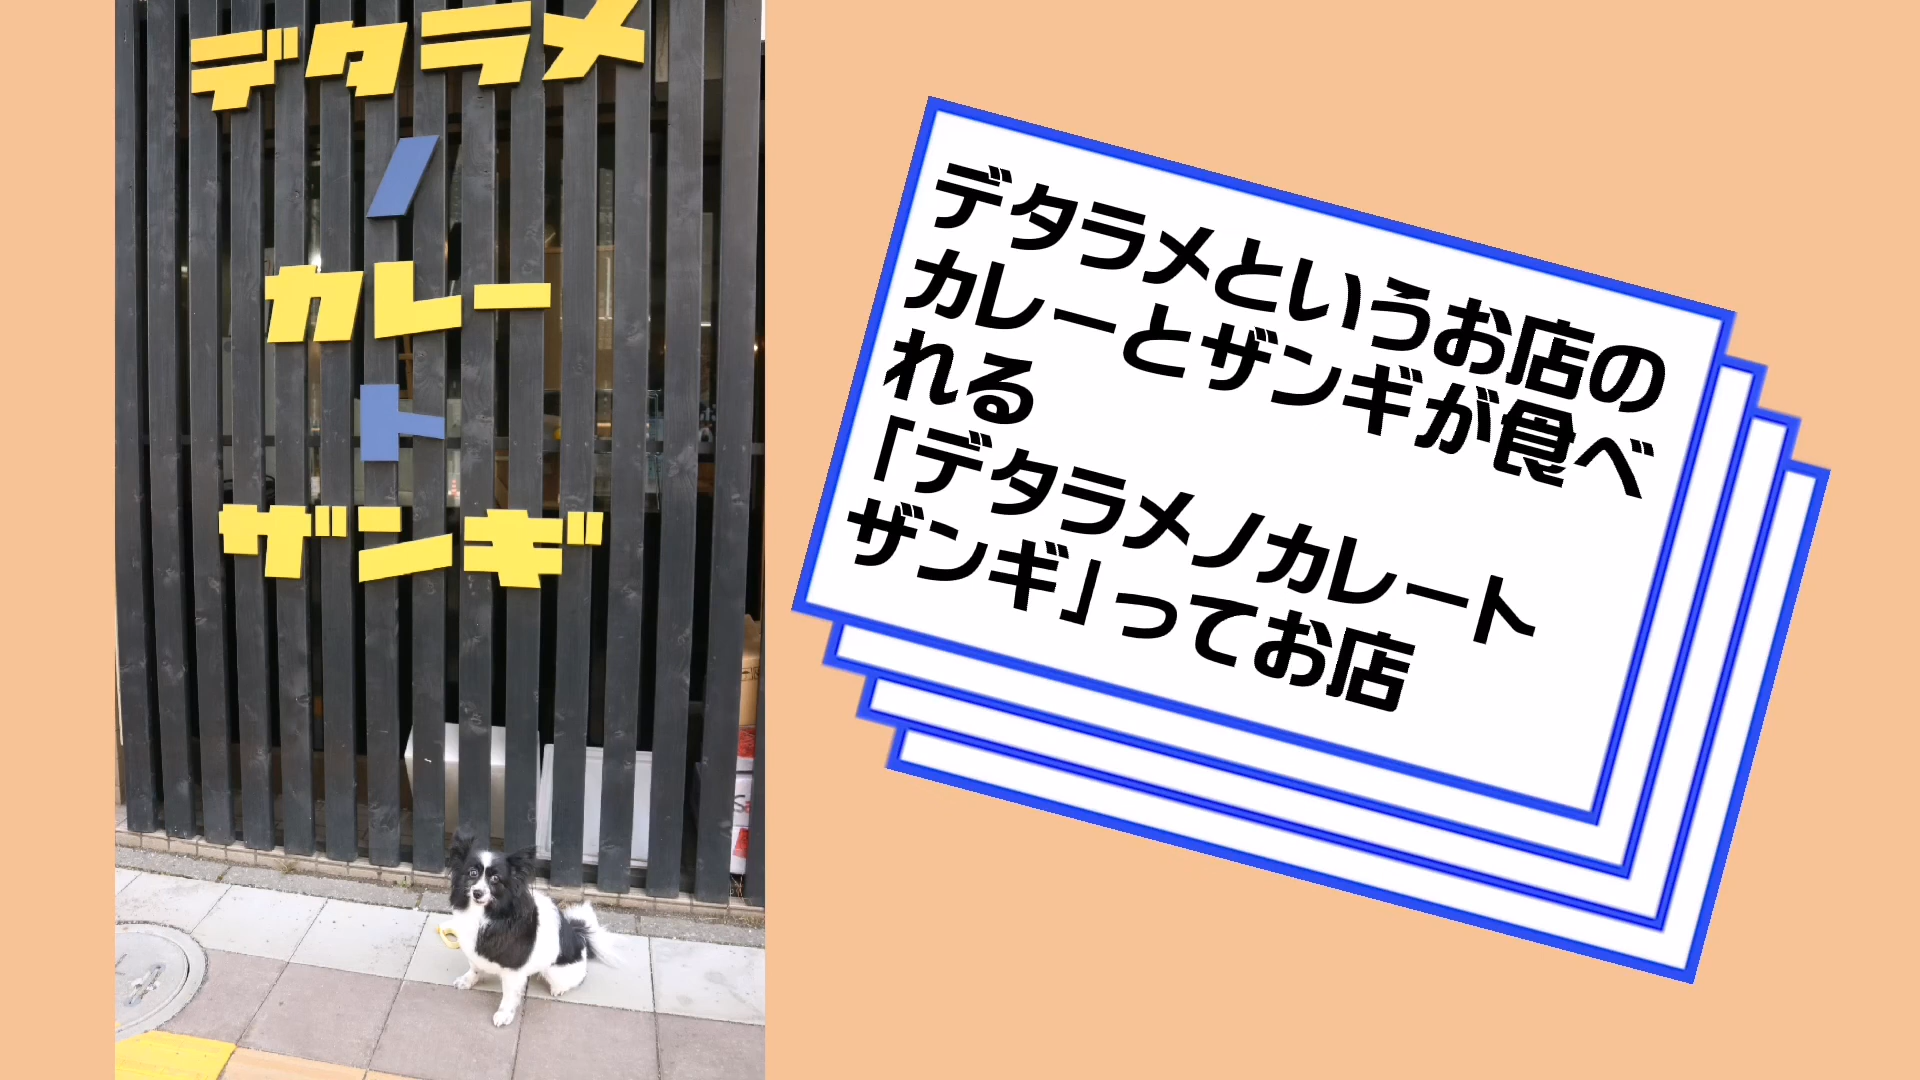 デタラメ
ノ
カレー
ト
ザンギ
デタラメというお店の
カレーとザンギが食べ
れる
「デタラメノカレート
ザンギ」ってお店